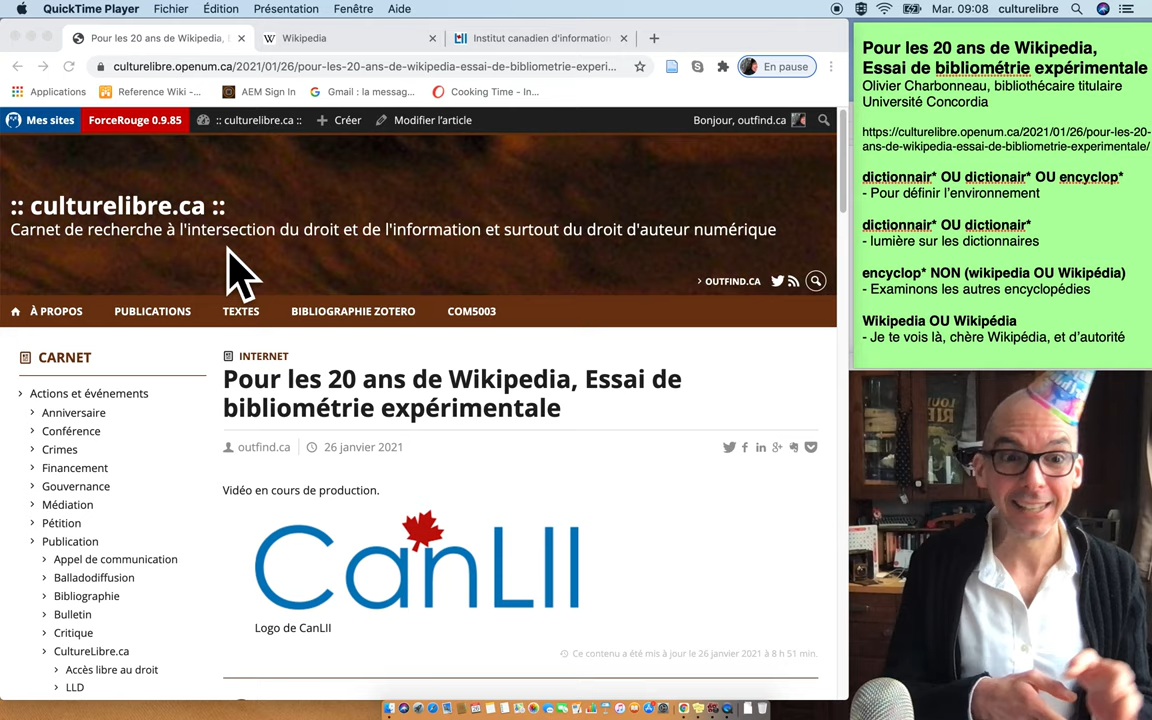 QuickTime Player Fichier Édition Présentation Fenêtre Aide
Mar. 09:08 culturelibre
Pour les 20 ans de Wikipedia, E
Wikipedia
Institut canadien d'information
culturelibre.openum.ca/2021/01/26/pour-les-20-ans-de-wikipedia-essai-de-bibliometrie-experi...
En pause
Applications
Reference Wiki -...
AEM Sign In
Gmail : la messag...
Cooking Time - In...
Mes sites
ForceRouge 0.9.85
:: culturelibre.ca ::
Créer
Modifier l'article
Bonjour, outfind.ca
:: culturelibre.ca ::
Carnet de recherche à l'intersection du droit et de l'information et surtout du droit d'auteur numérique
> OUTFIND.CA
À PROPOS
PUBLICATIONS
TEXTES
BIBLIOGRAPHIE ZOTERO
COM5003
CARNET
Actions et événements
Anniversaire
Conférence
Crimes
Financement
Gouvernance
Médiation
Pétition
Publication
Appel de communication
Balladodiffusion
Bibliographie
Bulletin
Critique
CultureLibre.ca
Accès libre au droit
LLD
INTERNET
Pour les 20 ans de Wikipedia, Essai de
bibliométrie expérimentale
outfind.ca
26 janvier 2021
Vidéo en cours de production.
CanLII
Logo de CanLII
Ce contenu a été mis à jour le 26 janvier 2021 à 8 h 51 min.
Pour les 20 ans de Wikipedia,
Essai de bibliométrie expérimentale
Olivier Charbonneau, bibliothécaire titulaire
Université Concordia
https://culturelibre.openum.ca/2021/01/26/pour-les-20-
ans-de-wikipedia-essai-de-bibliometrie-experimentale/
dictionnair* OU dictionair* OU encyclop*
- Pour définir l'environnement
dictionnair* OU dictionair*
- lumière sur les dictionnaires
encyclop* NON (wikipedia OU Wikipédia)
- Examinons les autres encyclopédies
Wikipedia OU Wikipédia
- Je te vois là, chère Wikipédia, et d'autorité